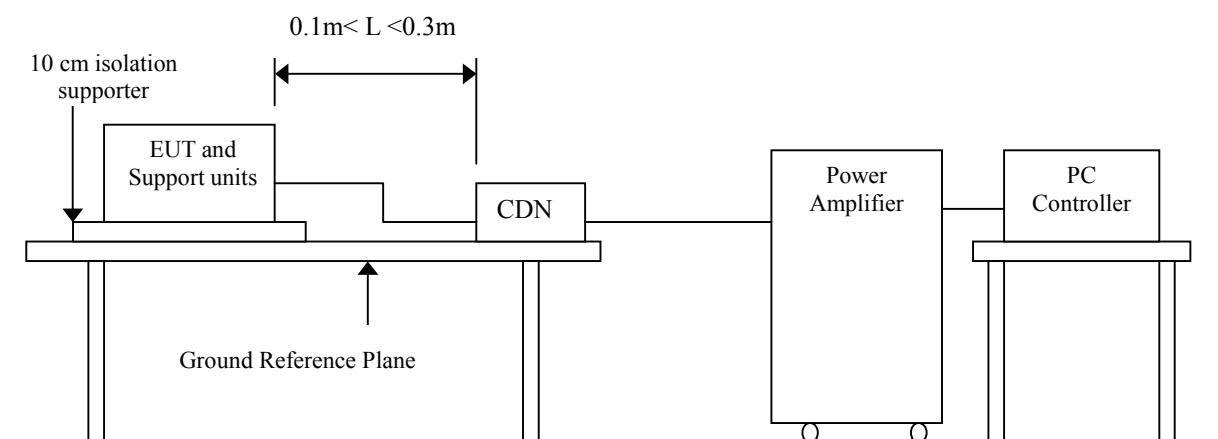 0.1m< L <0.3m
10 cm isolation
supporter
EUT and
Support units
CDN
Power
Amplifier
PC
Controller
Ground Reference Plane